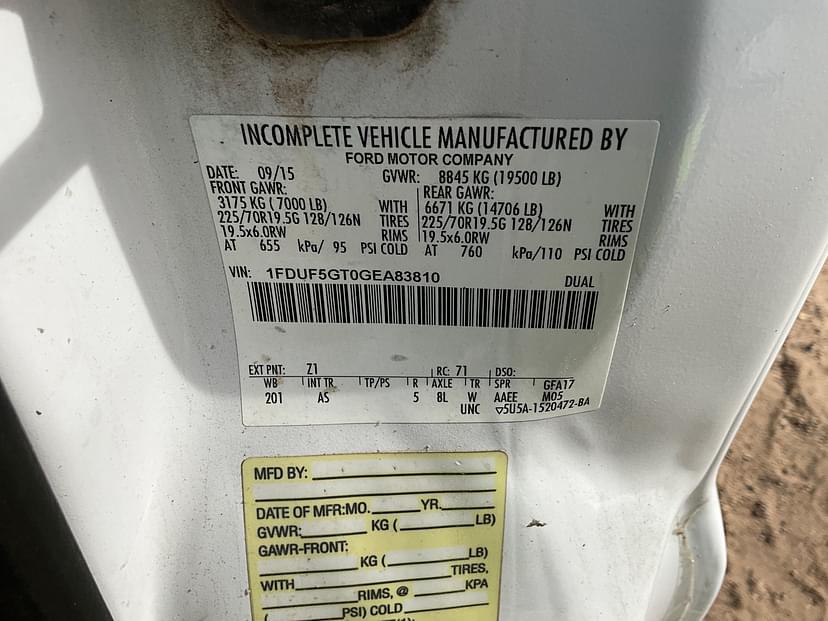 INCOMPLETE VEHICLE MANUFACTURED BY
FORD MOTOR COMPANY
DATE: 09/15 GVWR: 8845 KG (19500 LB)
FRONT GAWR: REAR GAWR:
3175 KG ( 7000 LB) WITH 6671 KG (14706 LB) WITH
225/70R19.5G 128/126N TIRES 225/70R19.5G 128/126N TIRES
19.5x6.0RW RIMS 19.5x6.0RW RIMS
AT 655 kPa/ 95 PSI COLD AT 760 kPa/110 PSI COLD
VIN: 1FDUF5GT0GEA83810 DUAL
EXT PNT: Z1 RC: 71 DSO:
WB INT TR TP/PS R AXLE TR SPR GFA17
201 AS 5 8L W AAEE M05
UNC ▽5U5A-1520472-BA
MFD BY:
DATE OF MFR:MO. YR.
GVWR: KG ( LB)
GAWR-FRONT:
KG ( LB)
WITH TIRES,
RIMS, @ KPA
( PSI) COLD